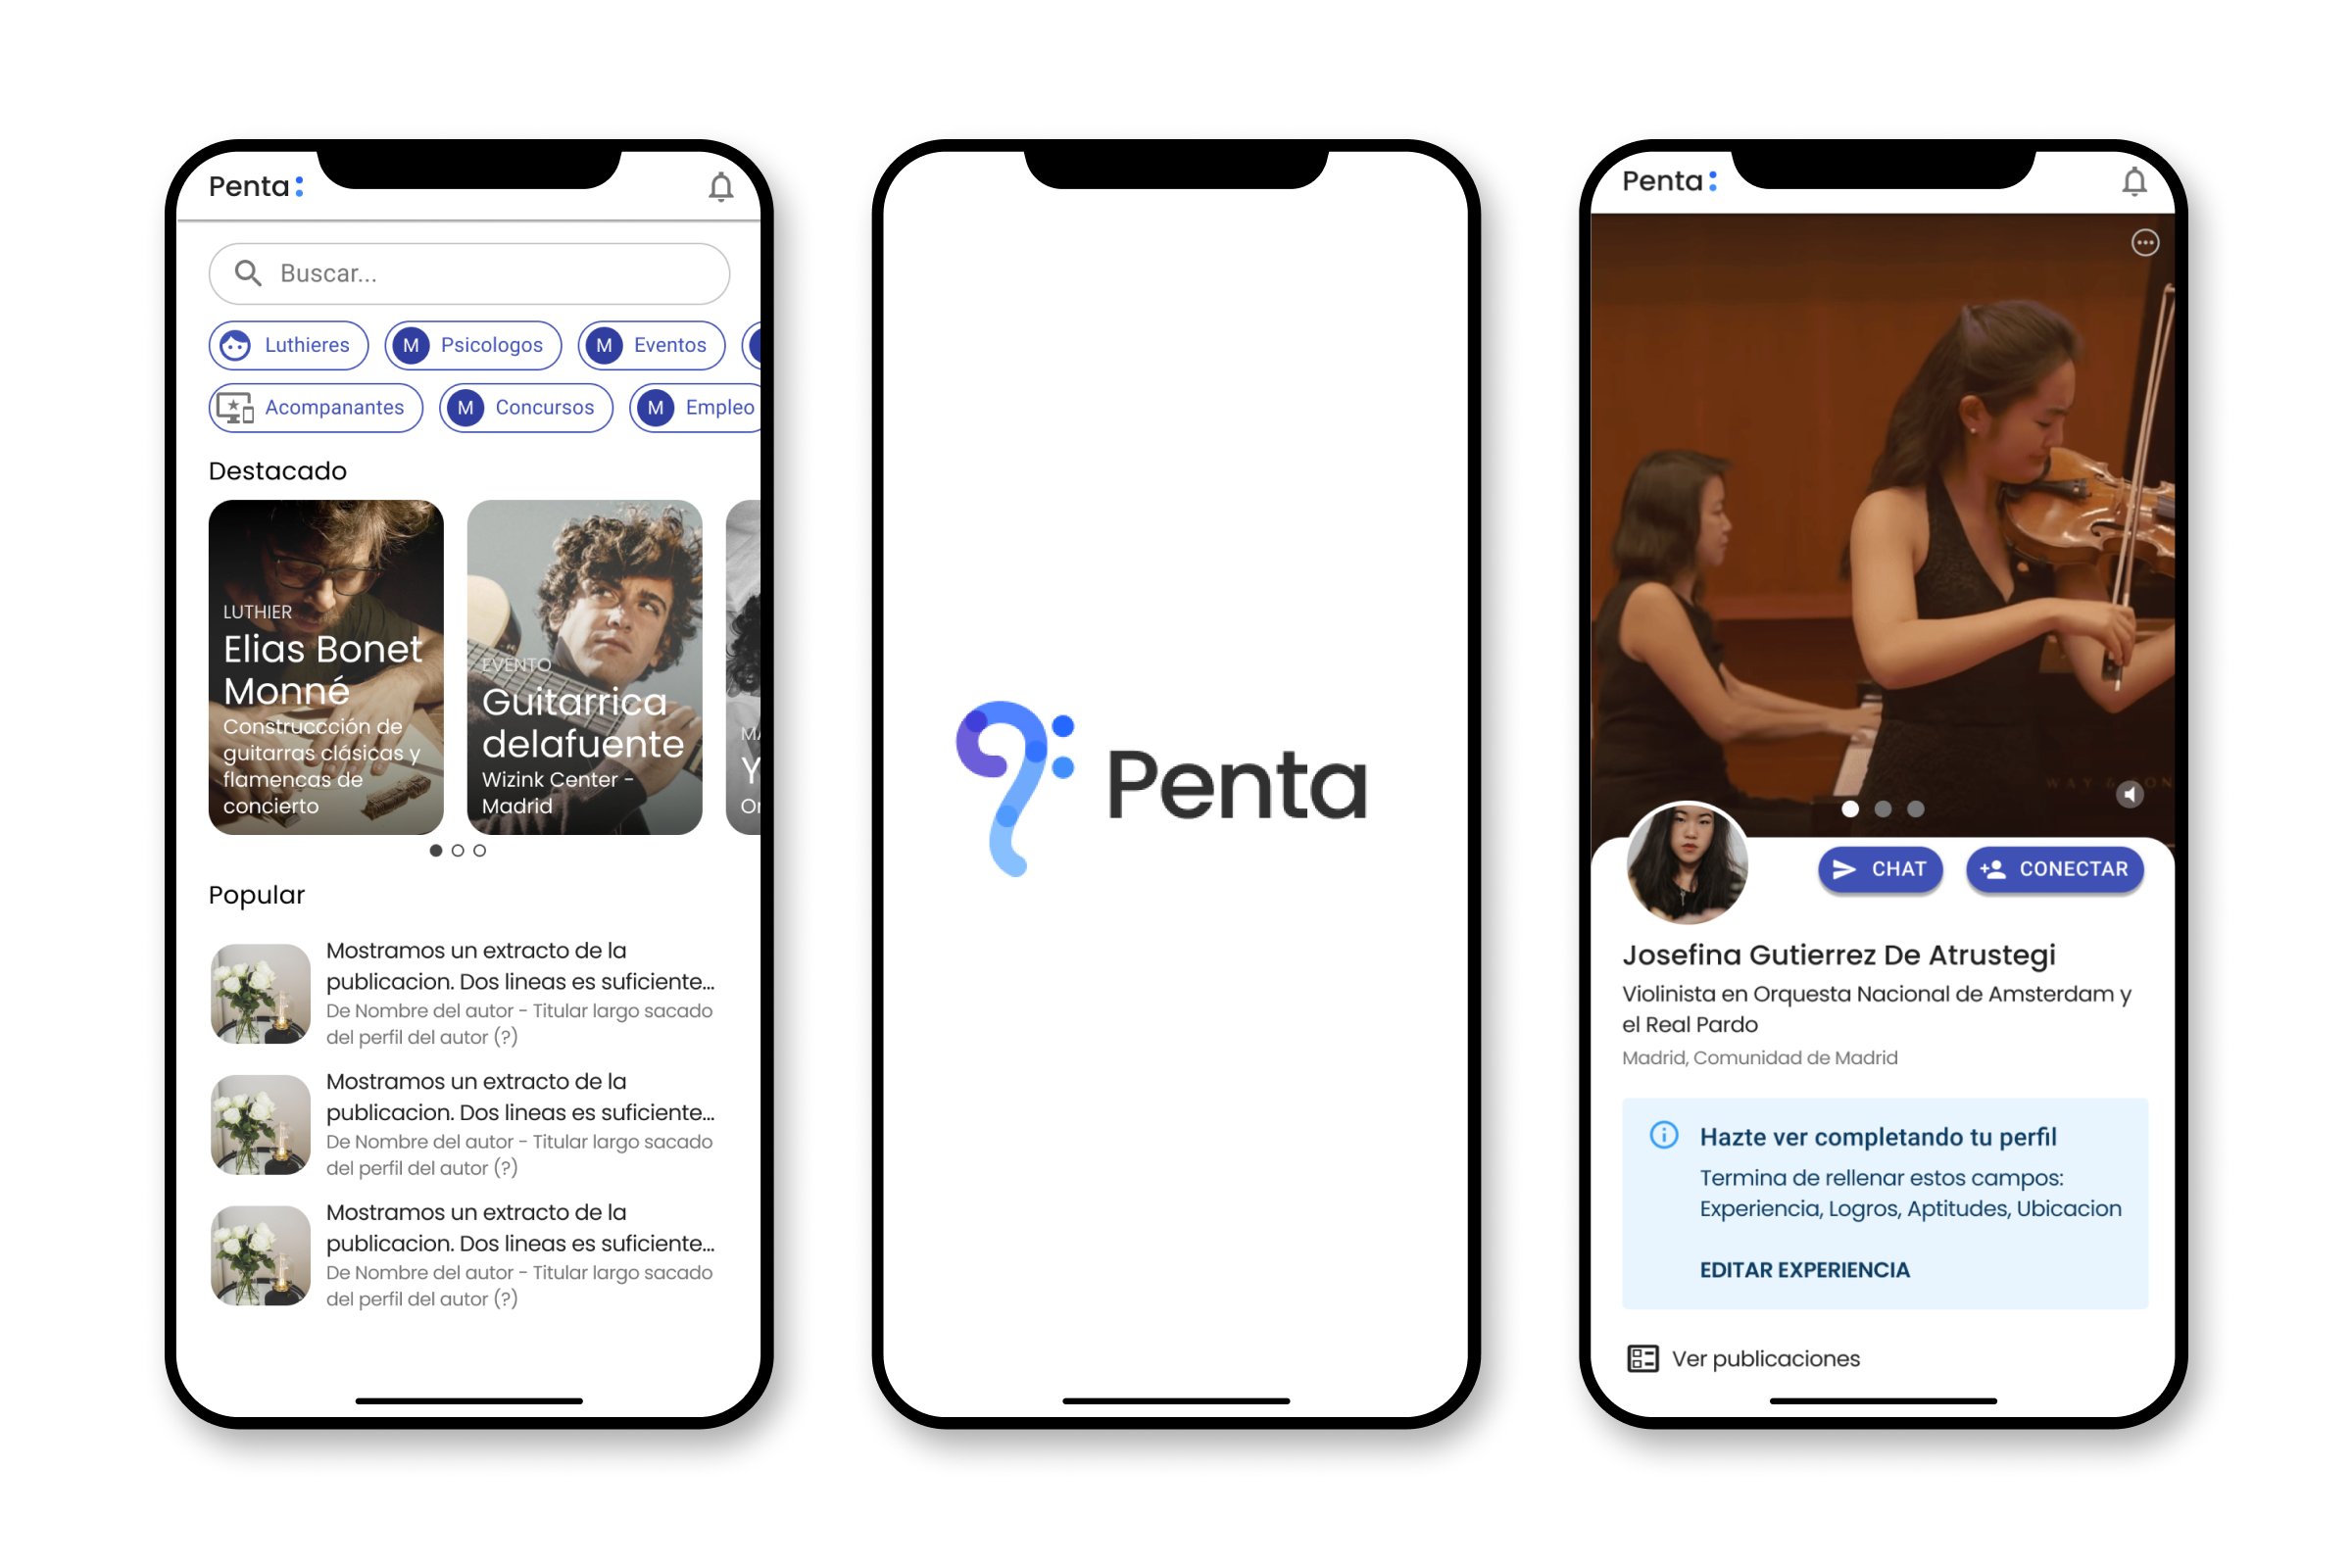 Penta:
Buscar...
Luthieres
M Psicologos
M Eventos
Acompanantes
M Concursos
M Empleo
Destacado
LUTHIER
Elias Bonet
Monné
Construccción de
guitarras clásicas y
flamencas de
concierto
EVENTO
Guitarrica
delafuente
Wizink Center -
Madrid
Y
Popular
Mostramos un extracto de la
publicacion. Dos lineas es suficiente...
De Nombre del autor - Titular largo sacado
del perfil del autor (?)
Mostramos un extracto de la
publicacion. Dos lineas es suficiente...
De Nombre del autor - Titular largo sacado
del perfil del autor (?)
Mostramos un extracto de la
publicacion. Dos lineas es suficiente...
De Nombre del autor - Titular largo sacado
del perfil del autor (?)
Penta
Penta:
WAY & SON
CHAT
CONECTAR
Josefina Gutierrez De Atrustegi
Violinista en Orquesta Nacional de Amsterdam y
el Real Pardo
Madrid, Comunidad de Madrid
Hazte ver completando tu perfil
Termina de rellenar estos campos:
Experiencia, Logros, Aptitudes, Ubicacion
EDITAR EXPERIENCIA
Ver publicaciones